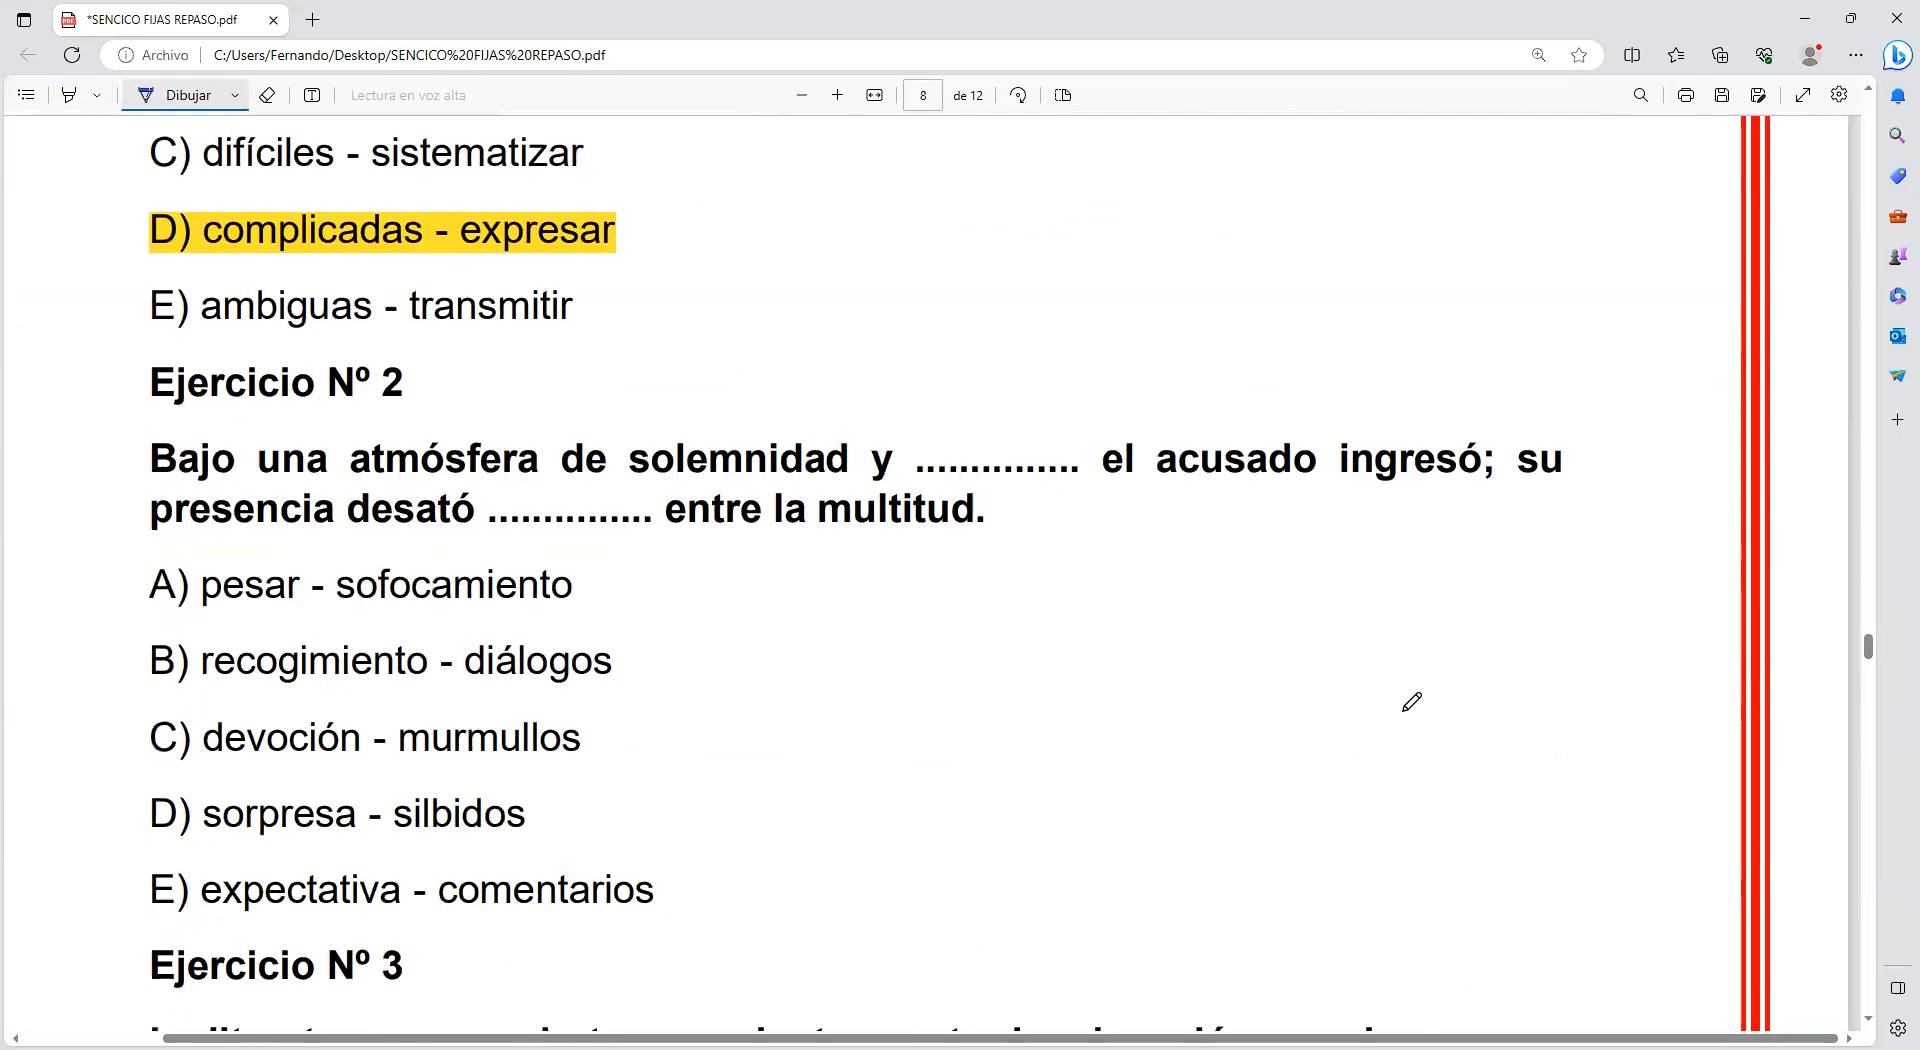 *SENCICO FIJAS REPASO.pdf
Archivo
C:/Users/Fernando/Desktop/SENCICO%20FIJAS%20REPASO.pdf
Dibujar
Lectura en voz alta
8 de 12
C) difíciles - sistematizar
D) complicadas - expresar
E) ambiguas - transmitir
Ejercicio Nº 2
Bajo una atmósfera de solemnidad y ............... el acusado ingresó; su
presencia desató ............... entre la multitud.
A) pesar - sofocamiento
B) recogimiento - diálogos
C) devoción - murmullos
D) sorpresa - silbidos
E) expectativa - comentarios
Ejercicio Nº 3